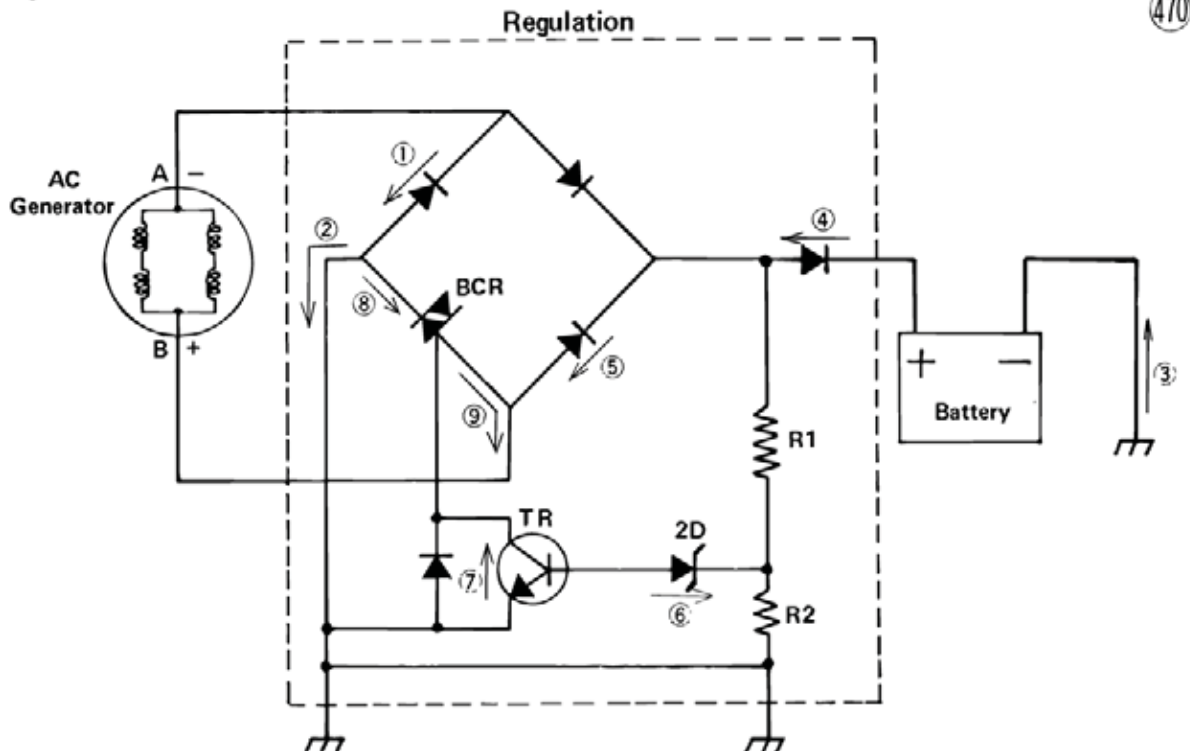 470
Regulation
①
A −
AC
Generator
②
④
BCR
⑧
B +
⑤
③
+ −
Battery
⑨
R1
TR
2D
⑦
⑥
R2